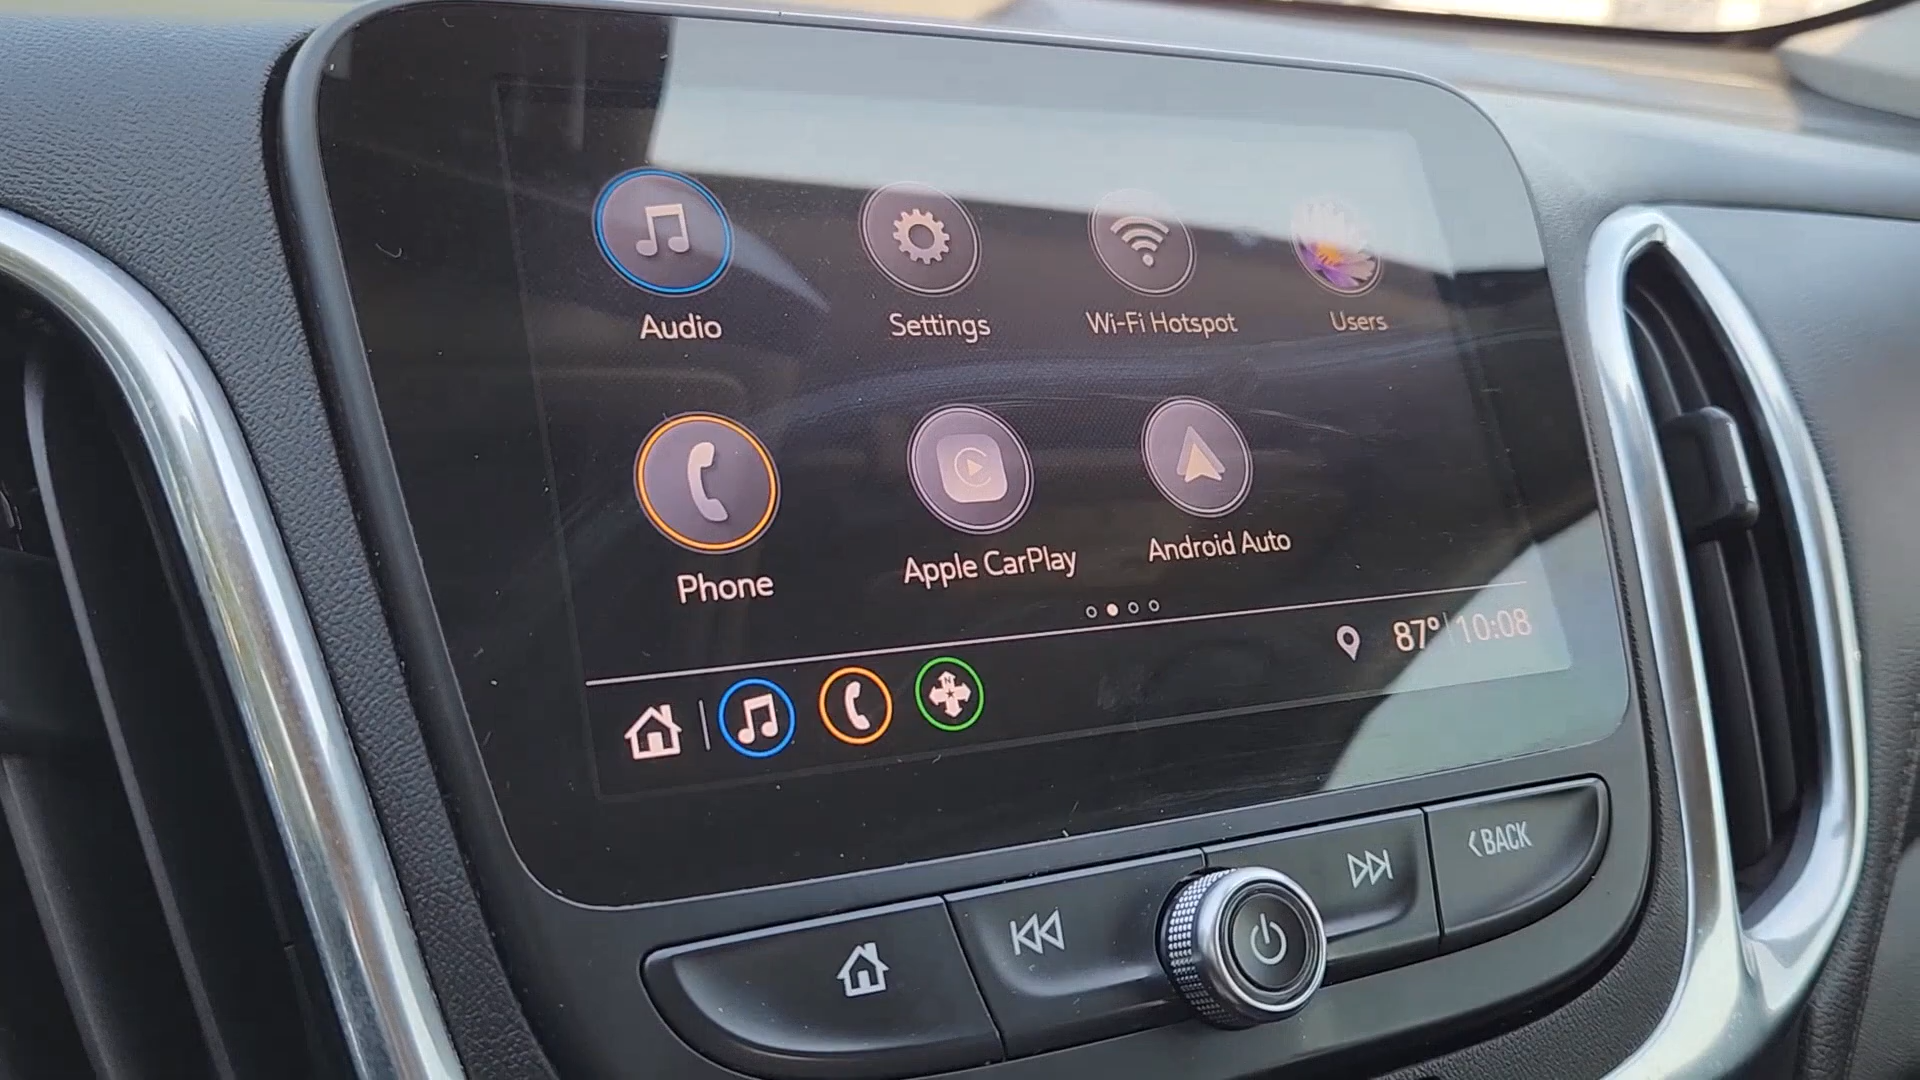 Audio
Settings
Wi-Fi Hotspot
Users
Phone
Apple CarPlay
Android Auto
N
87° 10:08
BACK